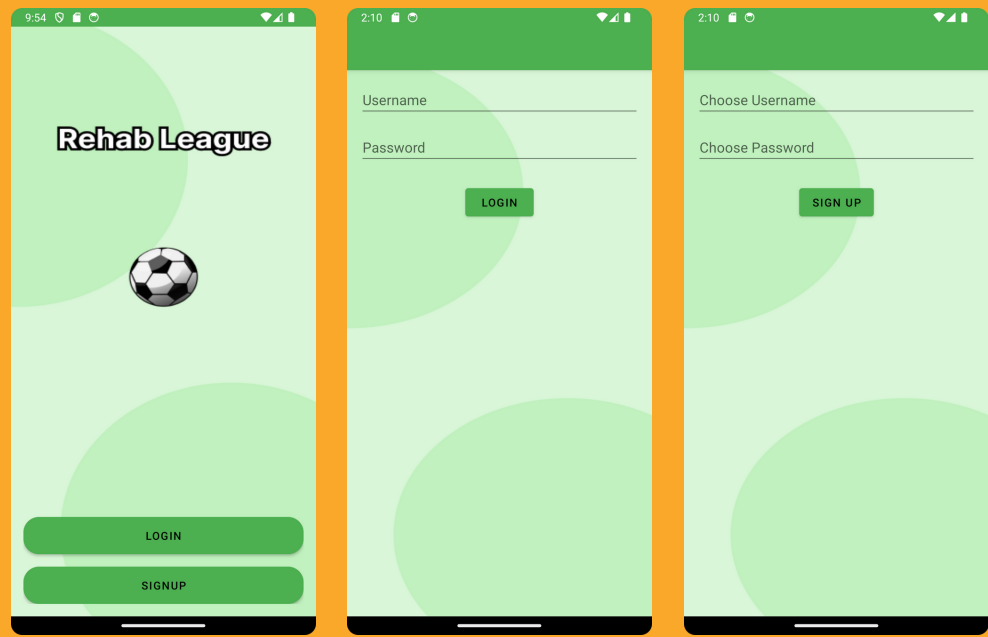 9:54
Rehab League
LOGIN
SIGNUP
2:10
Username
Password
LOGIN
2:10
Choose Username
Choose Password
SIGN UP